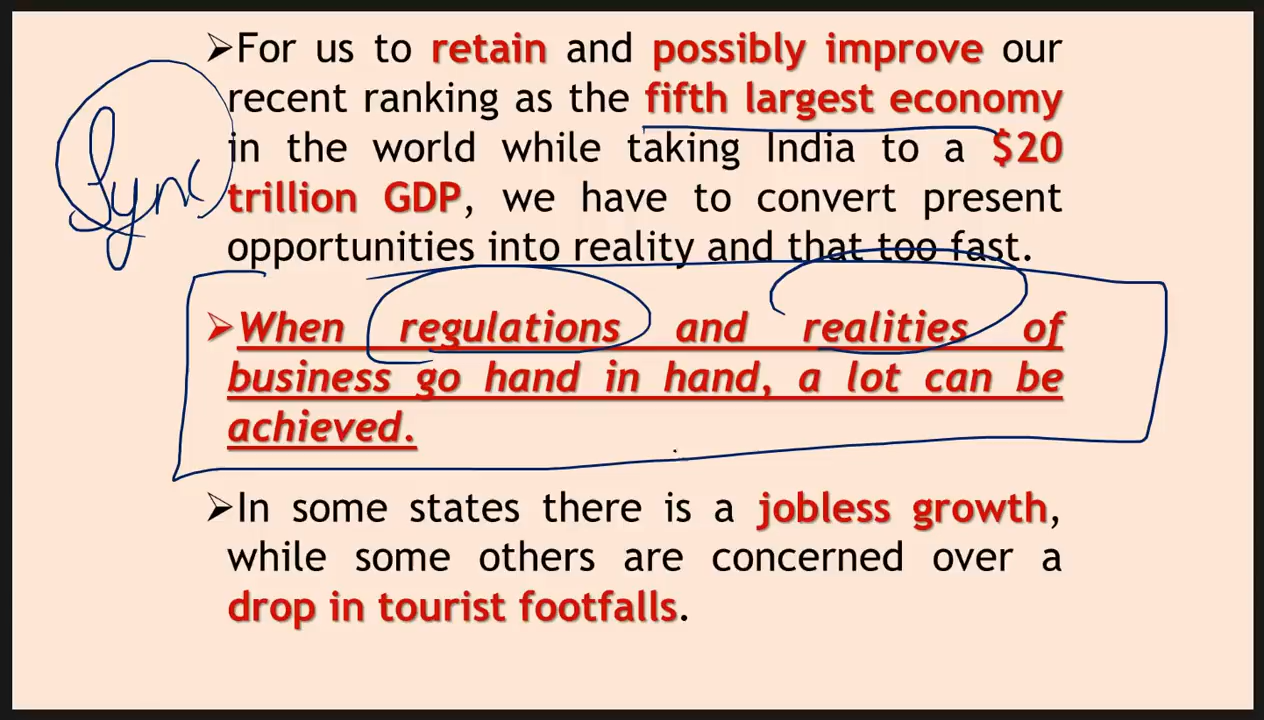 ➢For us to retain and possibly improve our
recent ranking as the fifth largest economy
in the world while taking India to a $20
trillion GDP, we have to convert present
opportunities into reality and that too fast.
Sync
➢When regulations and realities of
business go hand in hand, a lot can be
achieved.
➢In some states there is a jobless growth,
while some others are concerned over a
drop in tourist footfalls.